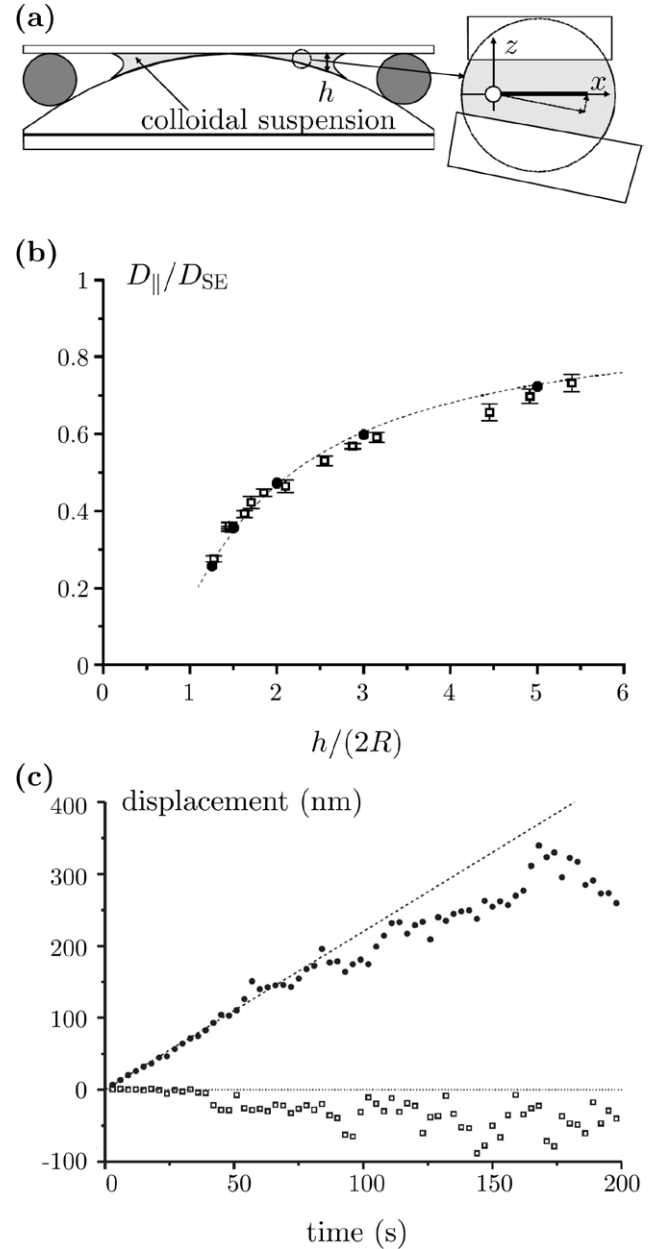 (a)
z
h
x
colloidal suspension
(b)
D∥/DSE
1
0.8
0.6
0.4
0.2
0
0 1 2 3 4 5 6
h/(2R)
(c)
displacement (nm)
400
300
200
100
0
-100
0 50 100 150 200
time (s)